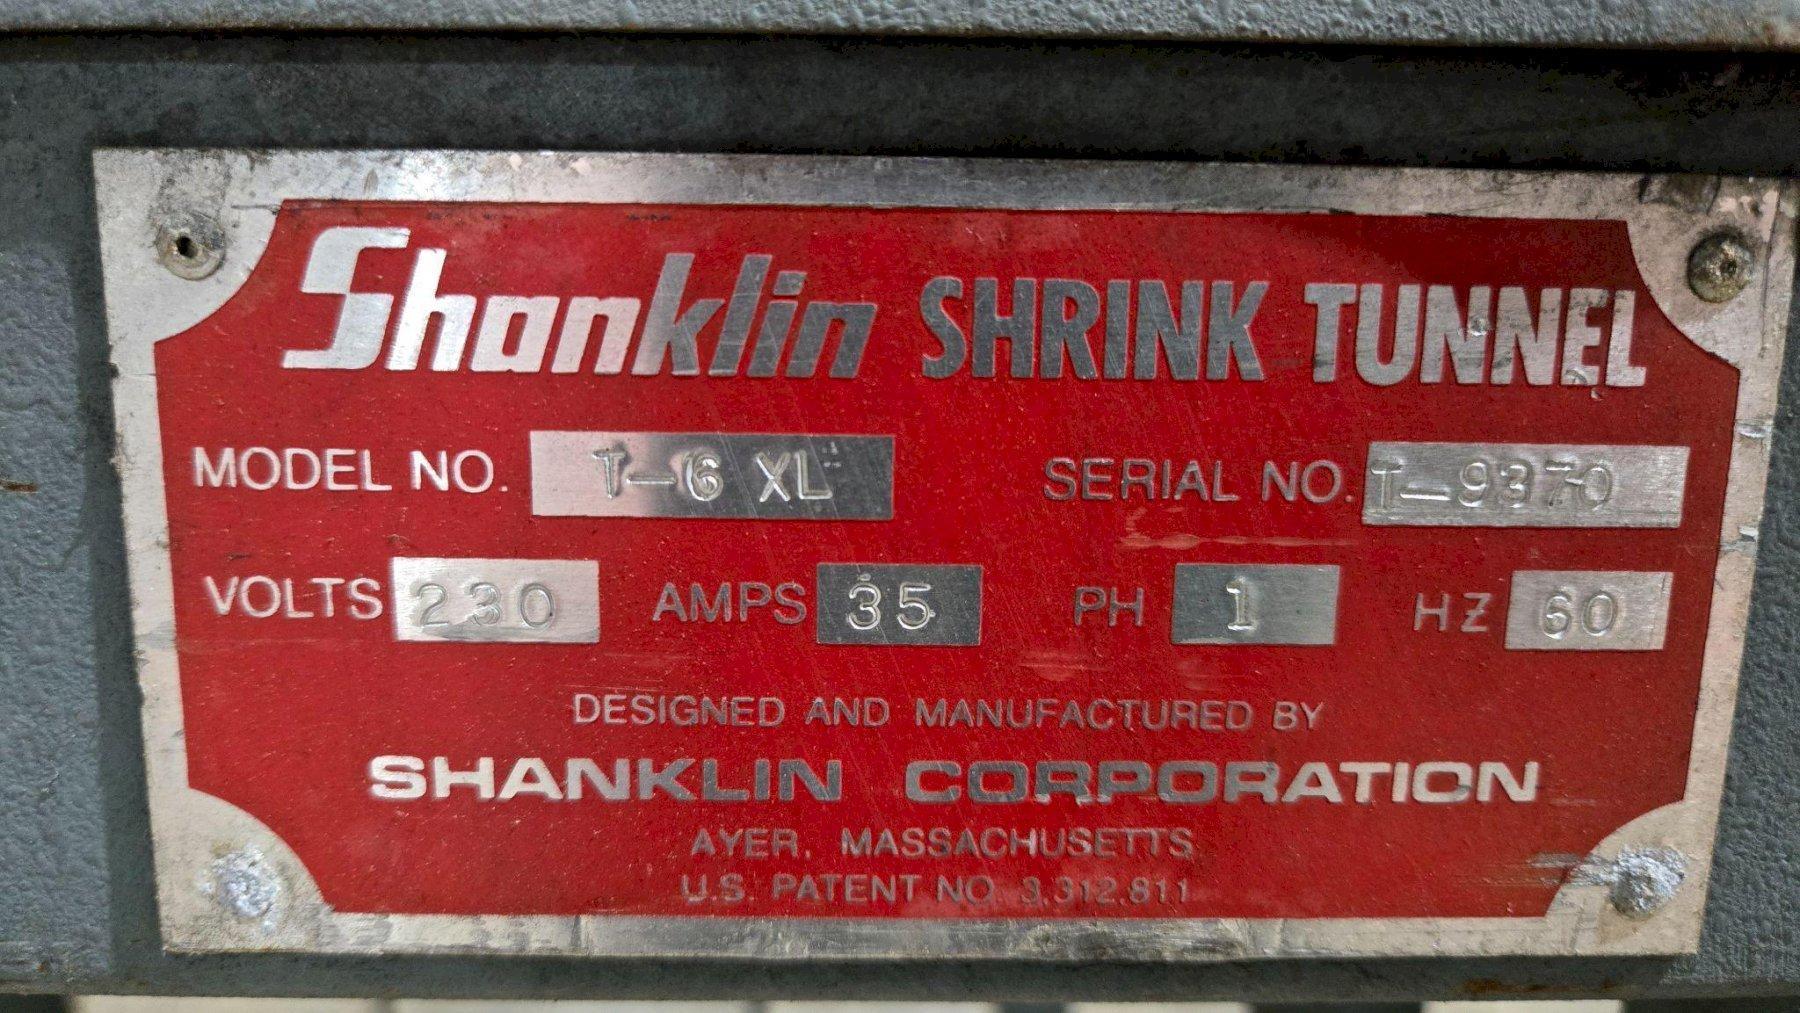 Shanklin SHRINK TUNNEL
MODEL NO. T-6 XL SERIAL NO. T-9370
VOLTS 230 AMPS 35 PH 1 HZ 60
DESIGNED AND MANUFACTURED BY
SHANKLIN CORPORATION
AYER, MASSACHUSETTS
U.S. PATENT NO. 3,312,811